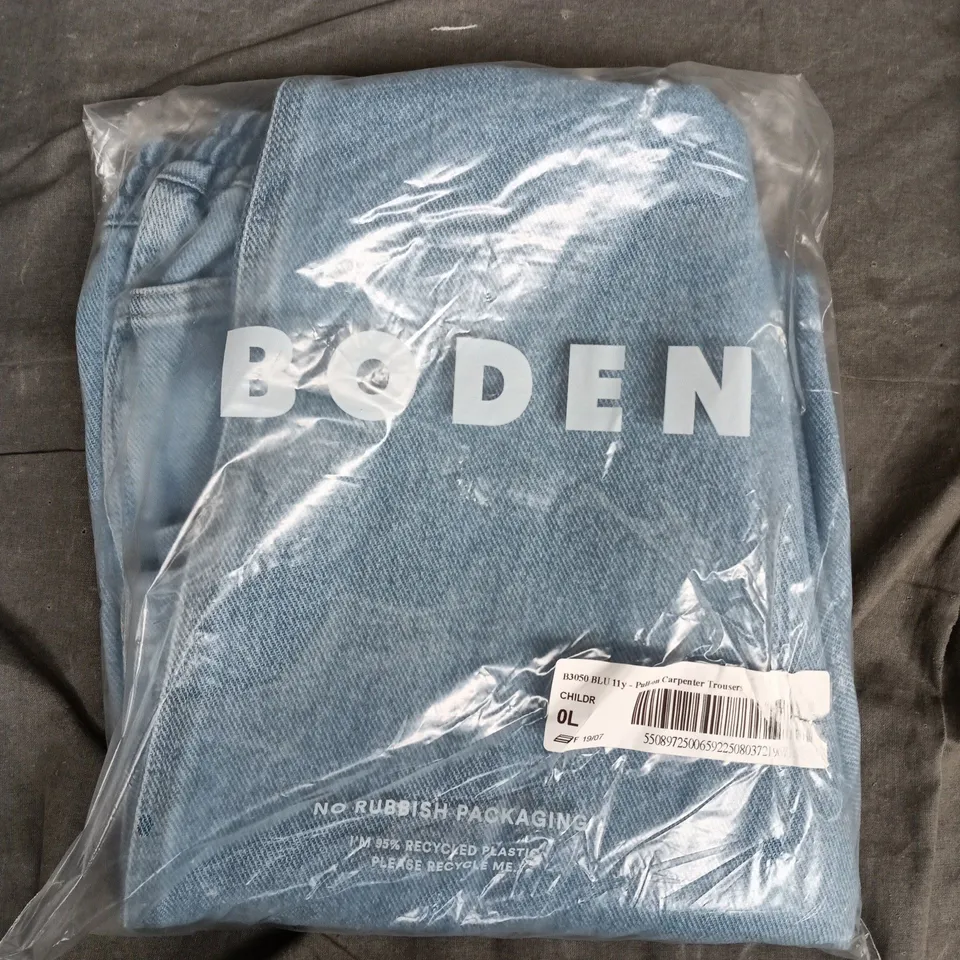 BODEN
B3050 BLU 11y - Pull-on Carpenter Trousers
CHILDR
0L
F 19/07
No RUBBISH PACKAGING
I'M 95% RECYCLED PLASTIC
PLEASE RECYCLE ME.